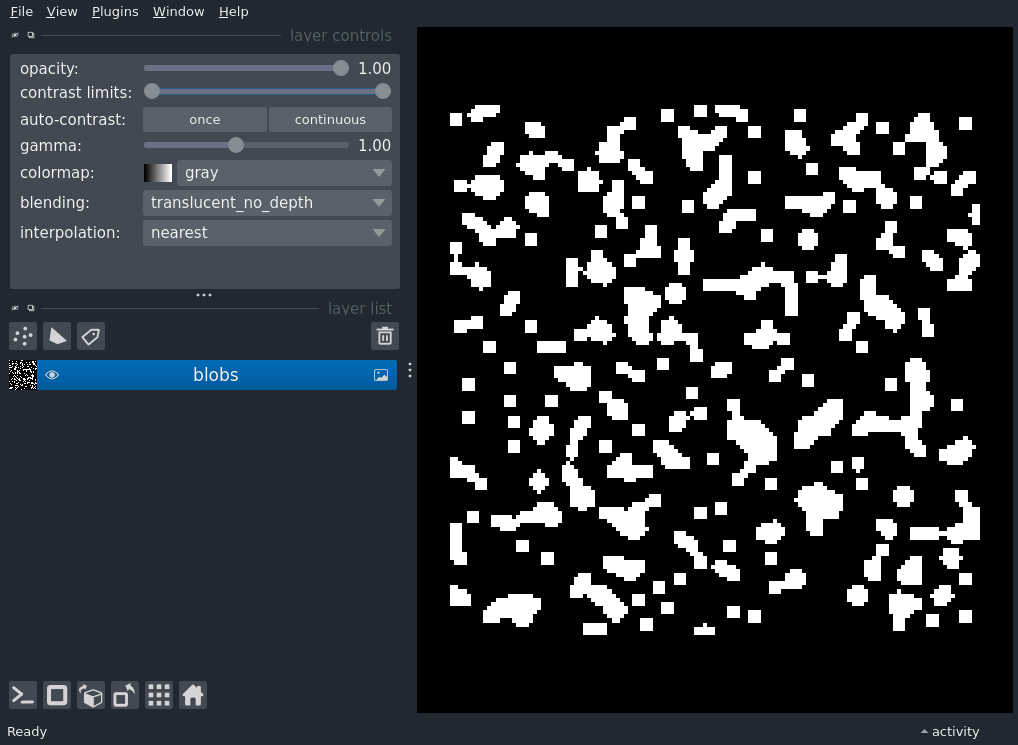 File View Plugins Window Help
layer controls
opacity: 1.00
contrast limits:
auto-contrast: once continuous
gamma: 1.00
colormap: gray
blending: translucent_no_depth
interpolation: nearest
layer list
blobs
Ready activity